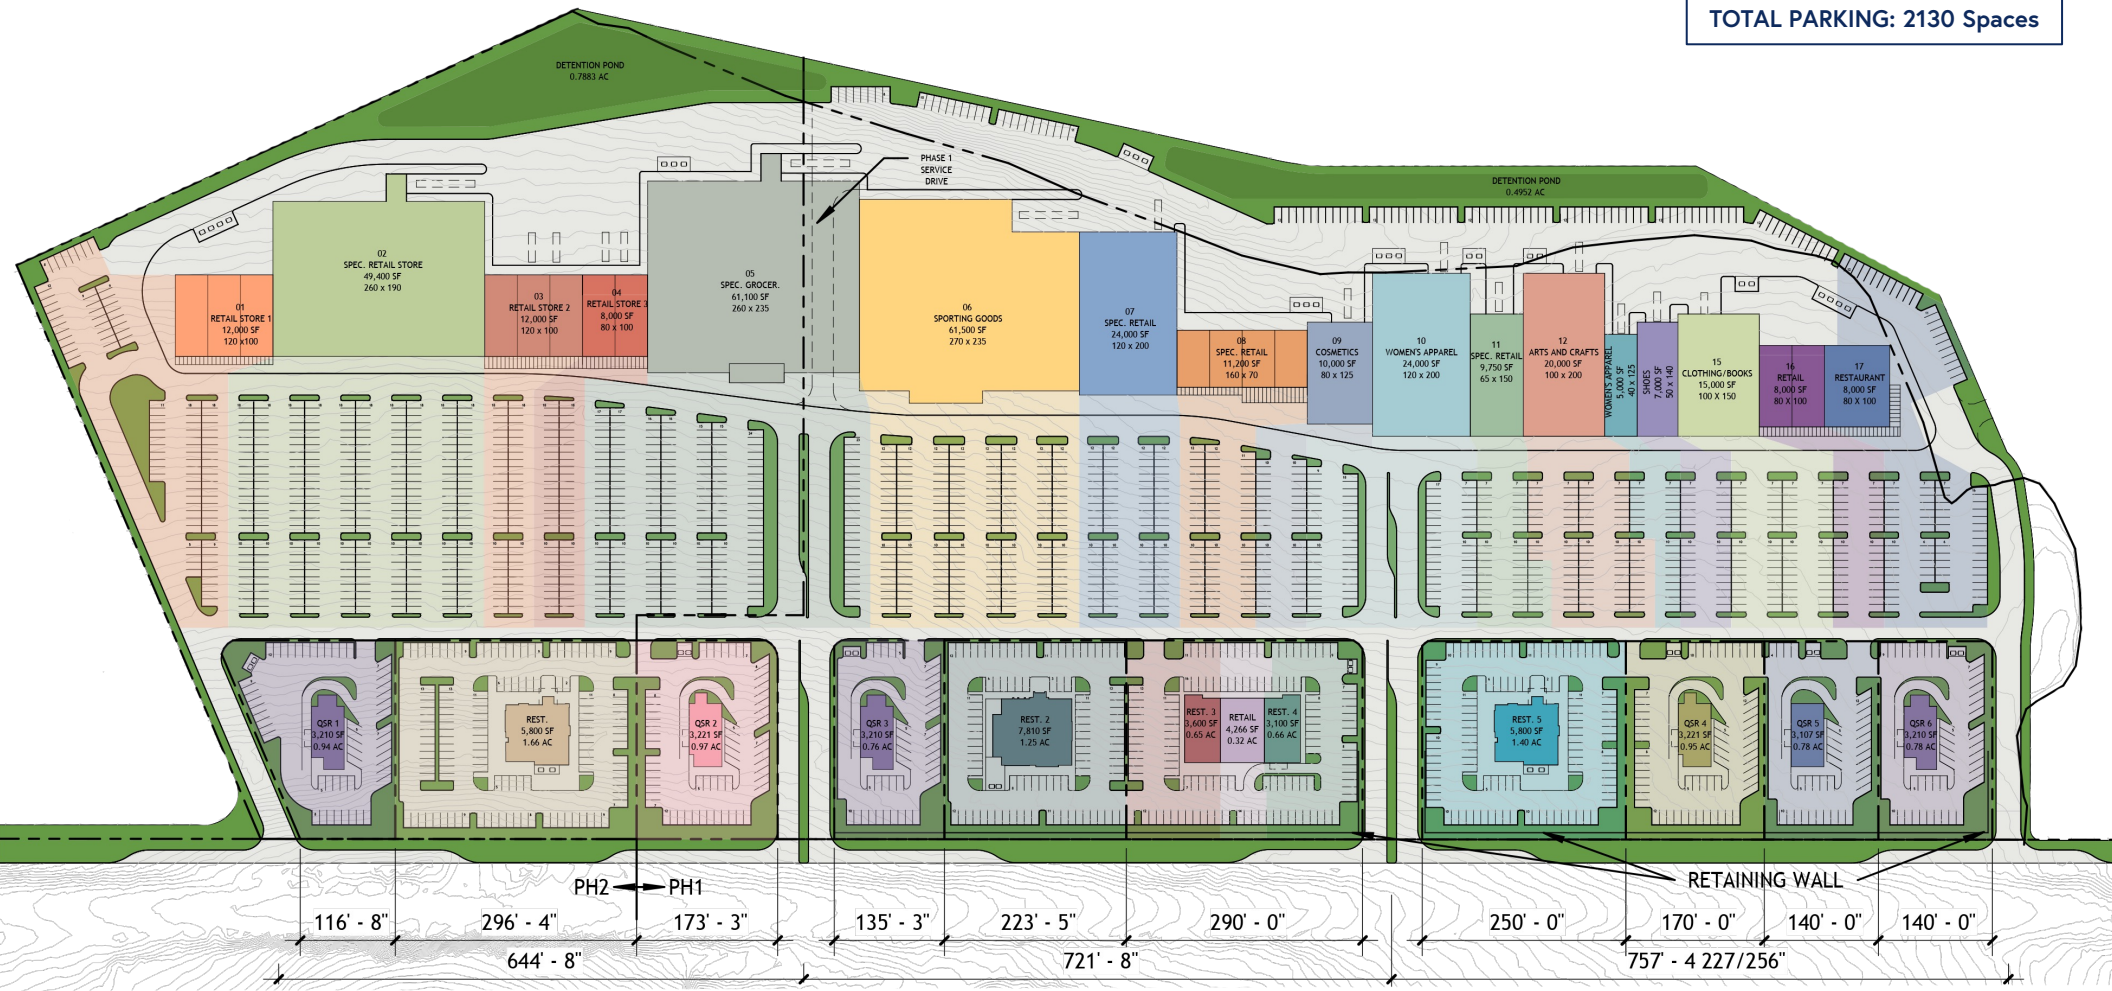 TOTAL PARKING: 2130 Spaces
DETENTION POND
0.7883 AC
PHASE 1
SERVICE
DRIVE
DETENTION POND
0.4952 AC
01
RETAIL STORE 1
12,000 SF
120 x100
02
SPEC. RETAIL STORE
49,400 SF
260 x 190
03
RETAIL STORE 2
12,000 SF
120 x 100
04
RETAIL STORE 3
8,000 SF
80 x 100
05
SPEC. GROCER.
61,100 SF
260 x 235
06
SPORTING GOODS
61,500 SF
270 x 235
07
SPEC. RETAIL
24,000 SF
120 x 200
08
SPEC. RETAIL
11,200 SF
160 x 70
09
COSMETICS
10,000 SF
80 x 125
10
WOMEN'S APPAREL
24,000 SF
120 x 200
11
SPEC. RETAIL
9,750 SF
65 x 150
12
ARTS AND CRAFTS
20,000 SF
100 x 200
WOMEN'S APPAREL
5,000 SF
40 x 125
SHOES
7,000 SF
50 x 140
15
CLOTHING/BOOKS
15,000 SF
100 X 150
16
RETAIL
8,000 SF
80 X 100
17
RESTAURANT
8,000 SF
80 X 100
QSR 1
3,210 SF
0.94 AC
REST.
5,800 SF
1.66 AC
QSR 2
3,221 SF
0.97 AC
QSR 3
3,210 SF
0.76 AC
REST. 2
7,810 SF
1.25 AC
REST. 3
3,600 SF
0.65 AC
RETAIL
4,266 SF
0.32 AC
REST. 4
3,100 SF
0.66 AC
REST. 5
5,800 SF
1.40 AC
QSR 4
3,221 SF
0.95 AC
QSR 5
3,107 SF
0.78 AC
QSR 6
3,210 SF
0.78 AC
PH2 PH1
RETAINING WALL
116' - 8" 296' - 4" 173' - 3" 135' - 3" 223' - 5" 290' - 0" 250' - 0" 170' - 0" 140' - 0" 140' - 0"
644' - 8" 721' - 8" 757' - 4 227/256"